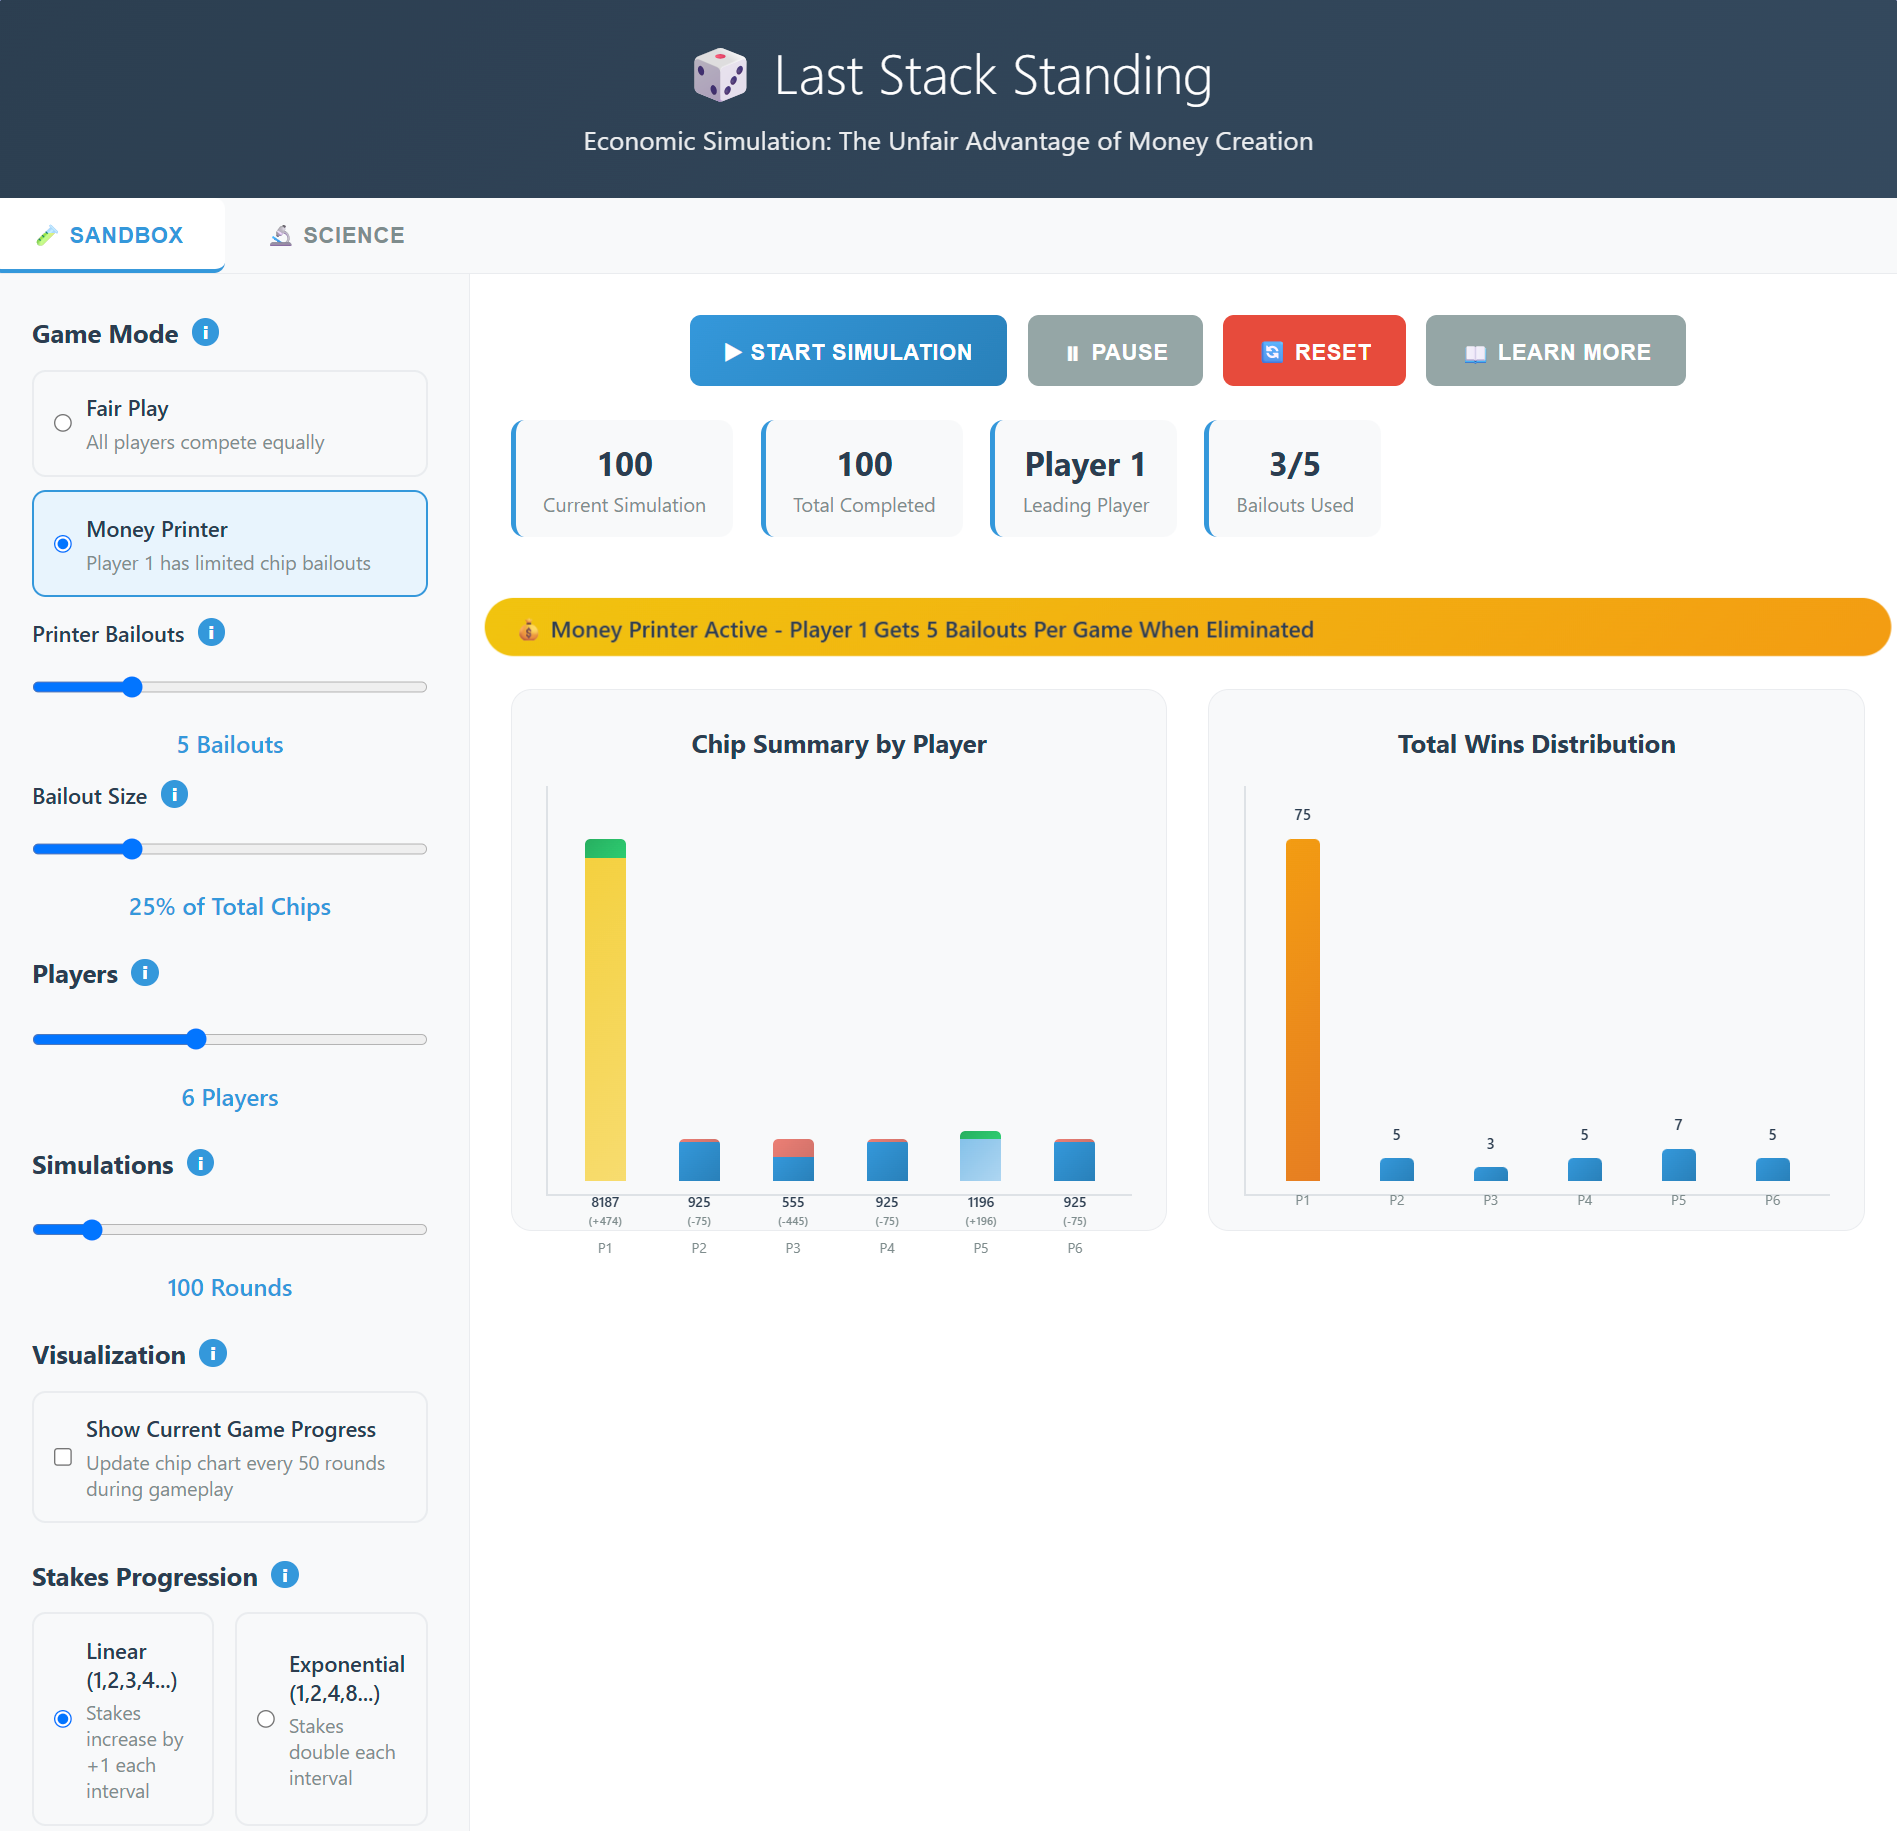 Last Stack Standing
Economic Simulation: The Unfair Advantage of Money Creation
SANDBOX
SCIENCE
Game Mode i
Fair Play
All players compete equally
Money Printer
Player 1 has limited chip bailouts
Printer Bailouts i
5 Bailouts
Bailout Size i
25% of Total Chips
Players i
6 Players
Simulations i
100 Rounds
Visualization i
Show Current Game Progress
Update chip chart every 50 rounds
during gameplay
Stakes Progression i
Linear
(1,2,3,4...)
Stakes
increase by
+1 each
interval
Exponential
(1,2,4,8...)
Stakes
double each
interval
▶ START SIMULATION
⏸ PAUSE
RESET
LEARN MORE
100
Current Simulation
100
Total Completed
Player 1
Leading Player
3/5
Bailouts Used
Money Printer Active - Player 1 Gets 5 Bailouts Per Game When Eliminated
Chip Summary by Player
8187 925 555 925 1196 925
(+474) (-75) (-445) (-75) (+196) (-75)
P1 P2 P3 P4 P5 P6
Total Wins Distribution
75
5 3 5 7 5
P1 P2 P3 P4 P5 P6